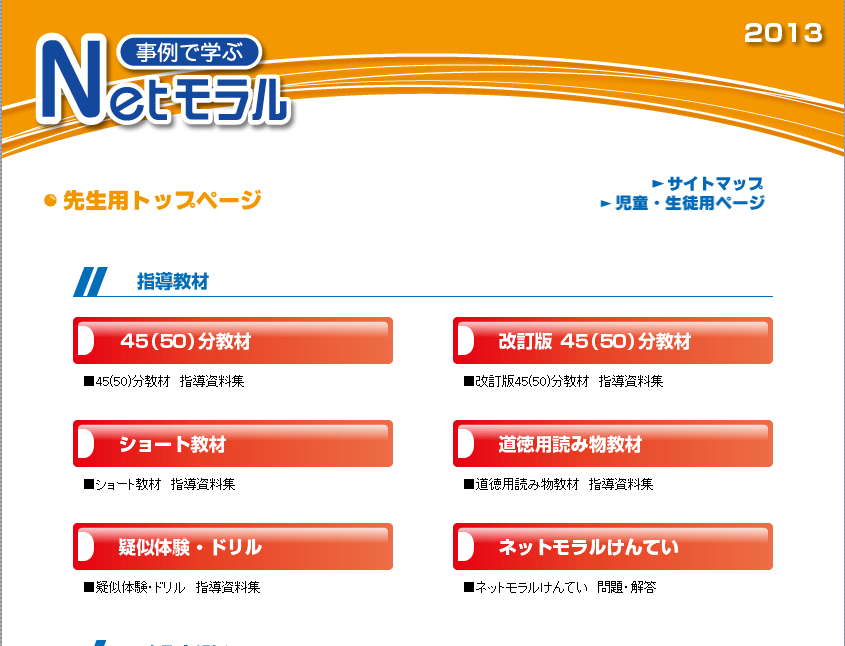 2013
事例で学ぶ
Netモラル
先生用トップページ
►サイトマップ
►児童・生徒用ページ
指導教材
45(50)分教材
改訂版 45(50)分教材
■45(50)分教材 指導資料集
■改訂版45(50)分教材 指導資料集
ショート教材
道徳用読み物教材
■ショート教材 指導資料集
■道徳用読み物教材 指導資料集
疑似体験・ドリル
ネットモラルけんてい
■疑似体験・ドリル 指導資料集
■ネットモラルけんてい 問題・解答